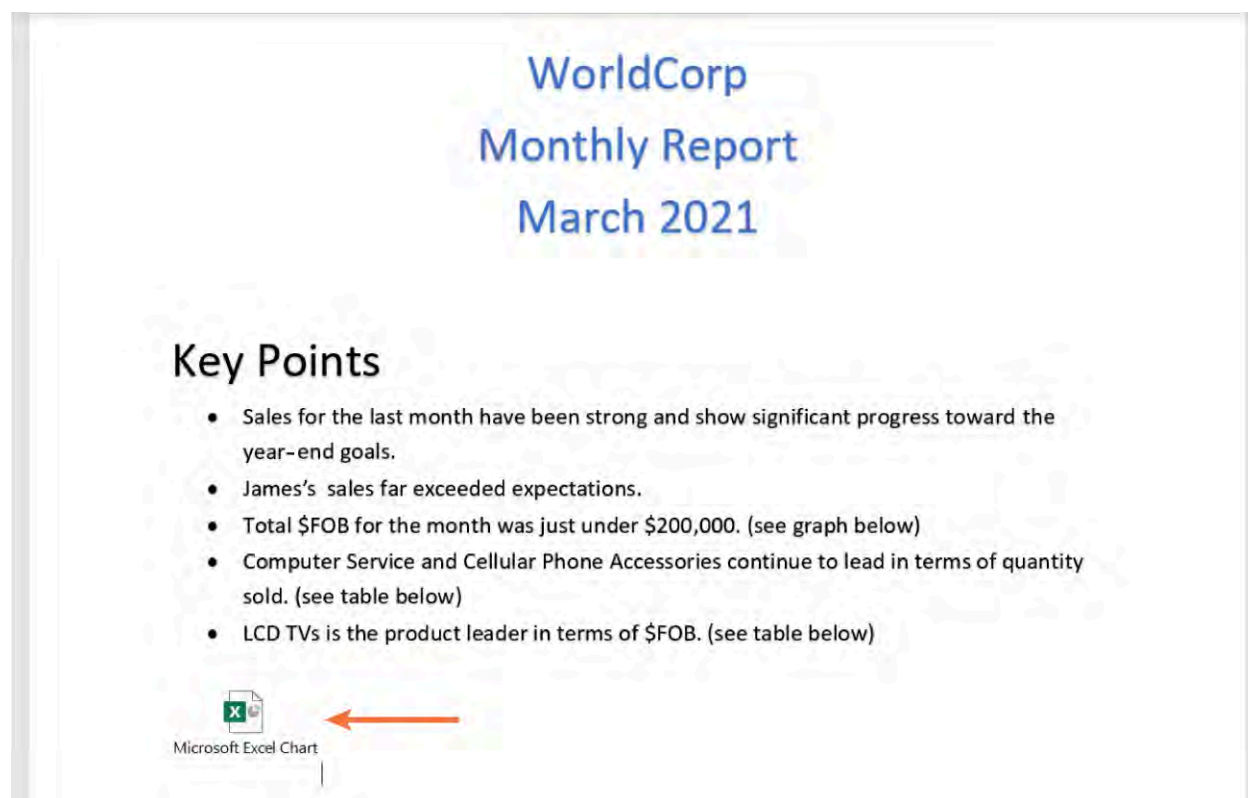 WorldCorp
Monthly Report
March 2021
Key Points
• Sales for the last month have been strong and show significant progress toward the
year-end goals.
• James's sales far exceeded expectations.
• Total $FOB for the month was just under $200,000. (see graph below)
• Computer Service and Cellular Phone Accessories continue to lead in terms of quantity
sold. (see table below)
• LCD TVs is the product leader in terms of $FOB. (see table below)
X
Microsoft Excel Chart